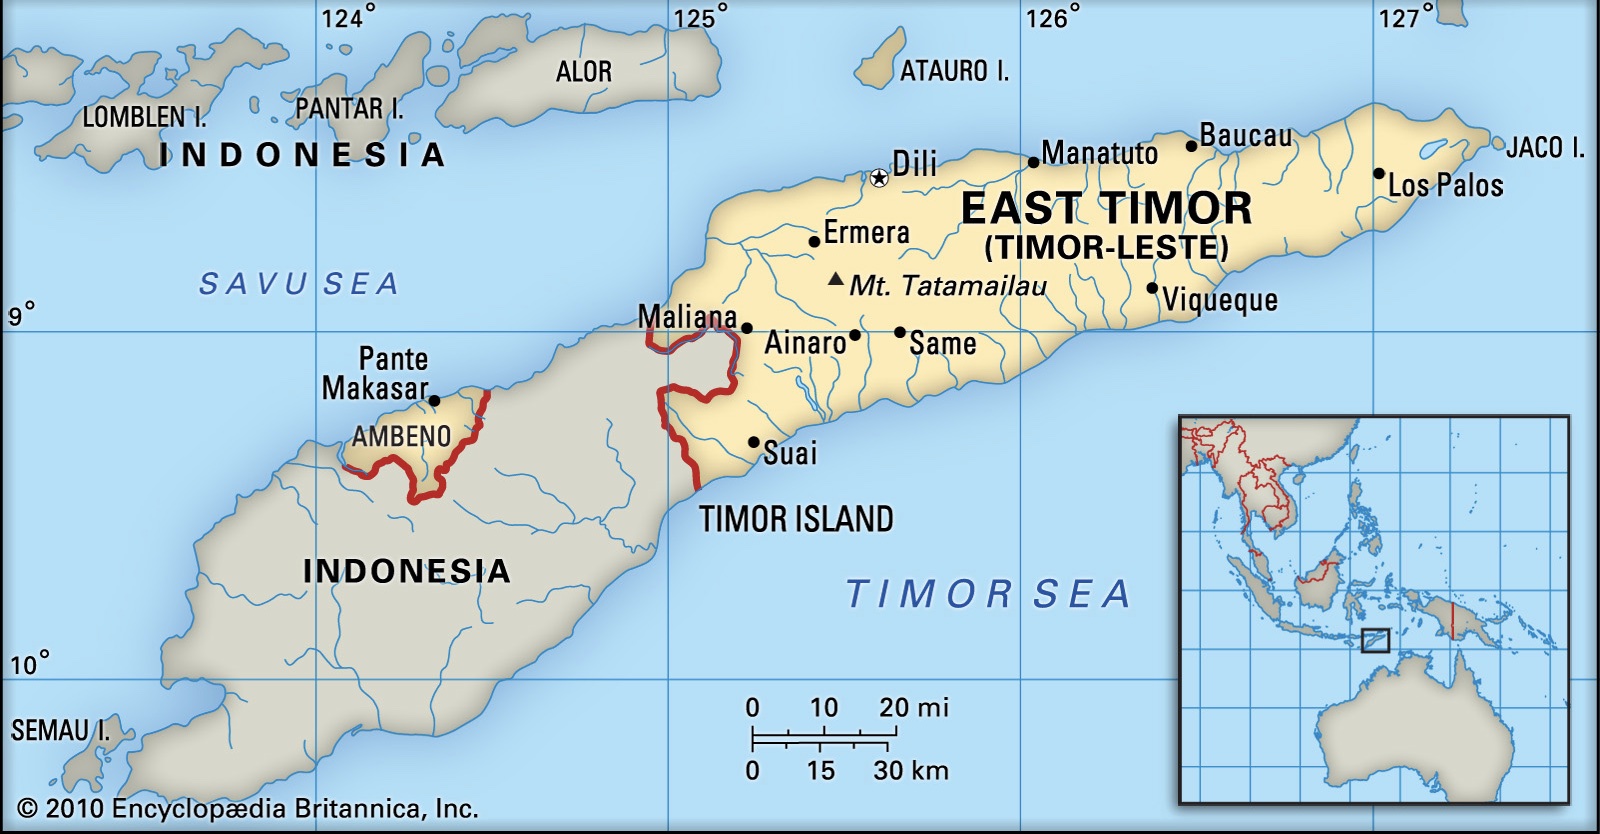 124°
125°
126°
127°
ALOR
ATAURO I.
LOMBLEN I.
PANTAR I.
INDONESIA
Dili
Manatuto
Baucau
JACO I.
Los Palos
EAST TIMOR
(TIMOR-LESTE)
Ermera
SAVU SEA
Mt. Tatamailau
Viqueque
9°
Maliana
Ainaro
Same
Pante
Makasar
AMBENO
Suai
TIMOR ISLAND
INDONESIA
TIMOR SEA
10°
SEMAU I.
0 10 20 mi
0 15 30 km
© 2010 Encyclopædia Britannica, Inc.